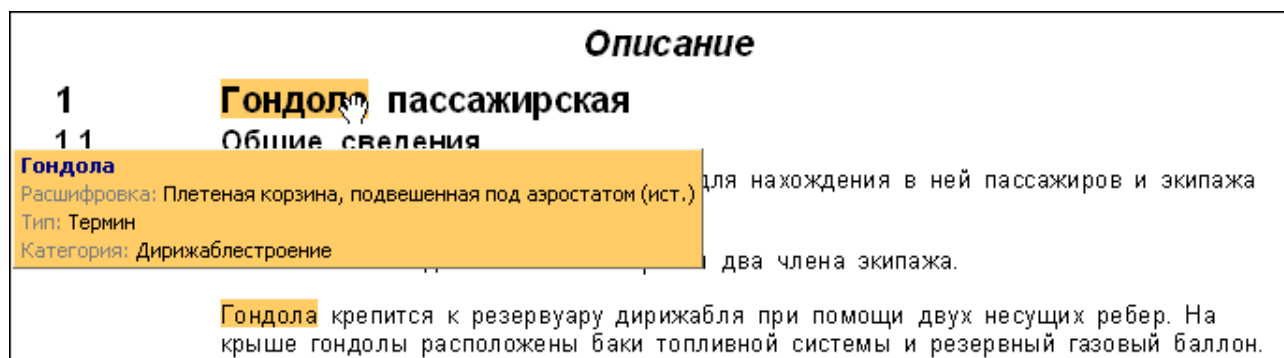 Описание
1 Гондола пассажирская
1.1 Общие сведения
Гондола
Расшифровка: Плетеная корзина, подвешенная под аэростатом (ист.)
Тип: Термин
Категория: Дирижаблестроение
для нахождения в ней пассажиров и экипажа
два члена экипажа.
Гондола крепится к резервуару дирижабля при помощи двух несущих ребер. На
крыше гондолы расположены баки топливной системы и резервный газовый баллон.